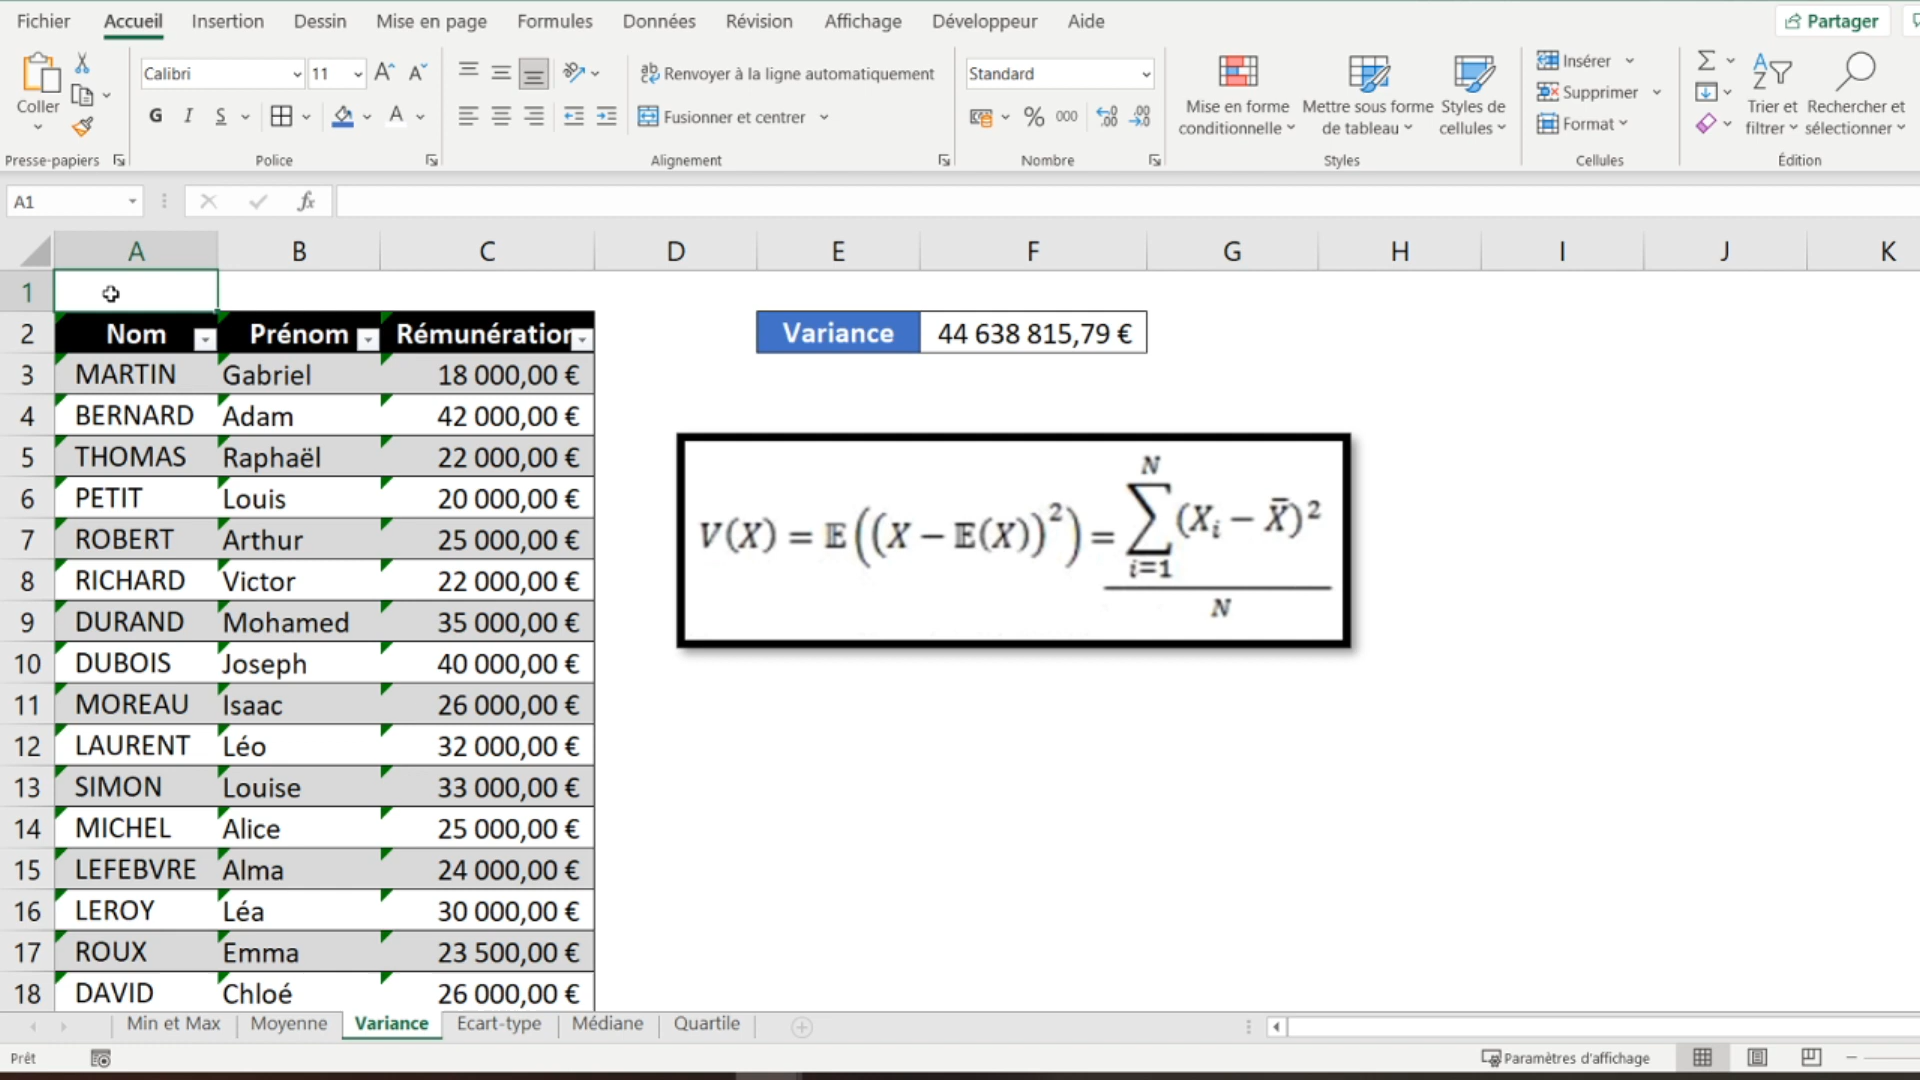 Fichier Accueil Insertion Dessin Mise en page Formules Données Révision Affichage Développeur Aide Partager
Coller
Calibri 11
G I S
Renvoyer à la ligne automatiquement
Fusionner et centrer
Standard
% 000
Mise en forme conditionnelle
Mettre sous forme de tableau
Styles de cellules
Insérer
Supprimer
Format
Trier et filtrer
Rechercher et sélectionner
Presse-papiers Police Alignement Nombre Styles Cellules Édition
A1 fx
A B C D E F G H I J K
1
2 Nom Prénom Rémunération Variance 44 638 815,79 €
3 MARTIN Gabriel 18 000,00 €
4 BERNARD Adam 42 000,00 €
5 THOMAS Raphaël 22 000,00 €
6 PETIT Louis 20 000,00 €
7 ROBERT Arthur 25 000,00 €
8 RICHARD Victor 22 000,00 €
9 DURAND Mohamed 35 000,00 €
10 DUBOIS Joseph 40 000,00 €
11 MOREAU Isaac 26 000,00 €
12 LAURENT Léo 32 000,00 €
13 SIMON Louise 33 000,00 €
14 MICHEL Alice 25 000,00 €
15 LEFEBVRE Alma 24 000,00 €
16 LEROY Léa 30 000,00 €
17 ROUX Emma 23 500,00 €
18 DAVID Chloé 26 000,00 €
N
V(X) = 𝔼((X − 𝔼(X))²) = ∑(Xᵢ − X̄)²
i=1
N
Min et Max Moyenne Variance Ecart-type Médiane Quartile
Prêt Paramètres d'affichage